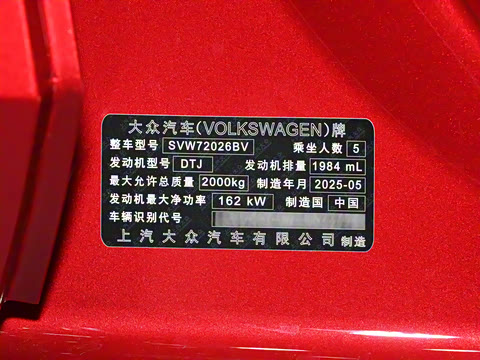 大众汽车(VOLKSWAGEN)牌
整车型号 SVW72026BV 乘坐人数 5
发动机型号 DTJ 发动机排量 1984 mL
最大允许总质量 2000kg 制造年月 2025-05
发动机最大净功率 162 kW 制造国 中国
车辆识别代号
上汽大众汽车有限公司 制造